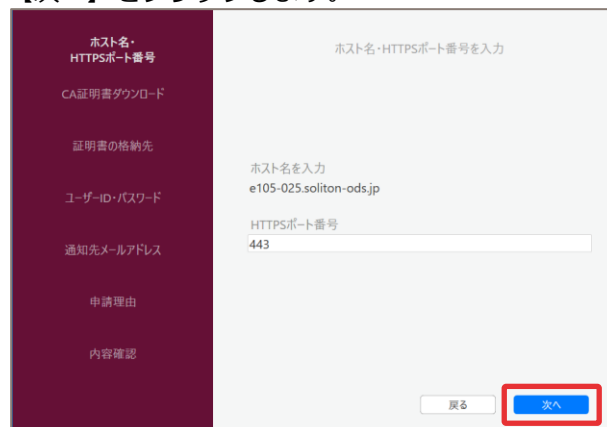 【次へ】をクリックします。
ホスト名・
HTTPSポート番号
CA証明書ダウンロード
証明書の格納先
ユーザーID・パスワード
通知先メールアドレス
申請理由
内容確認
ホスト名・HTTPSポート番号を入力
ホスト名を入力
e105-025.soliton-ods.jp
HTTPSポート番号
443
戻る
次へ